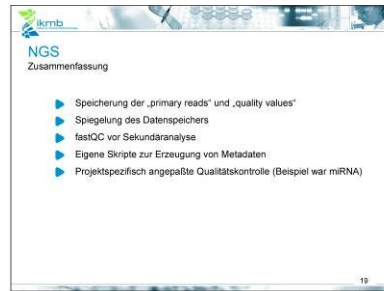 ikmb
NGS
Zusammenfassung
Speicherung der „primary reads“ und „quality values“
Spiegelung des Datenspeichers
fastQC vor Sekundäranalyse
Eigene Skripte zur Erzeugung von Metadaten
Projektspezifisch angepaßte Qualitätskontrolle (Beispiel war miRNA)
19